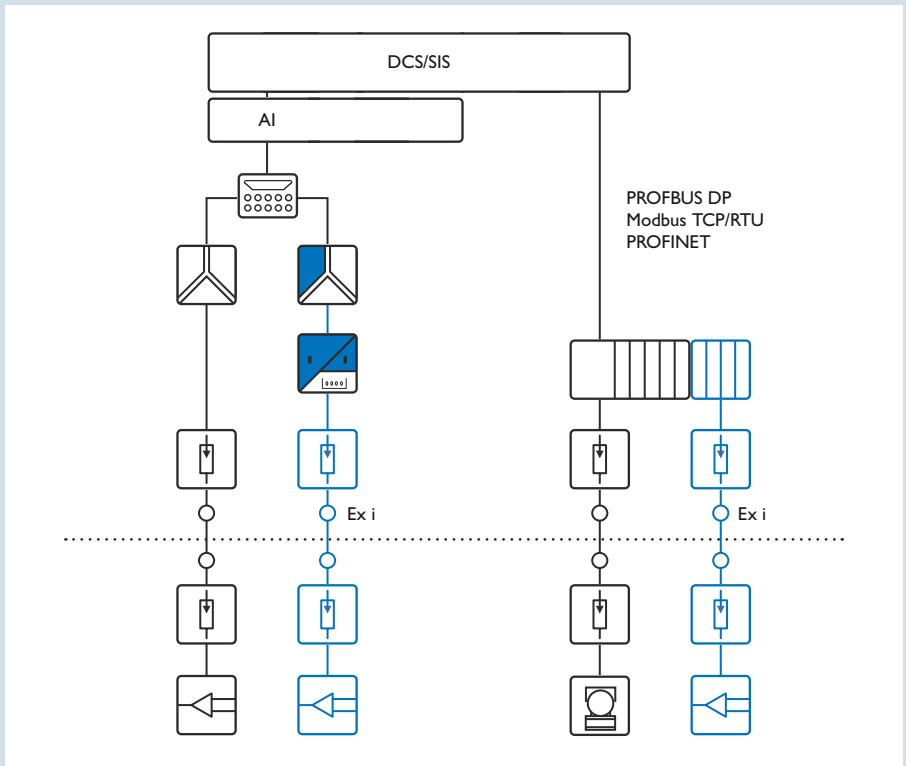 DCS/SIS
AI
PROFBUS DP
Modbus TCP/RTU
PROFINET
Ex i
Ex i